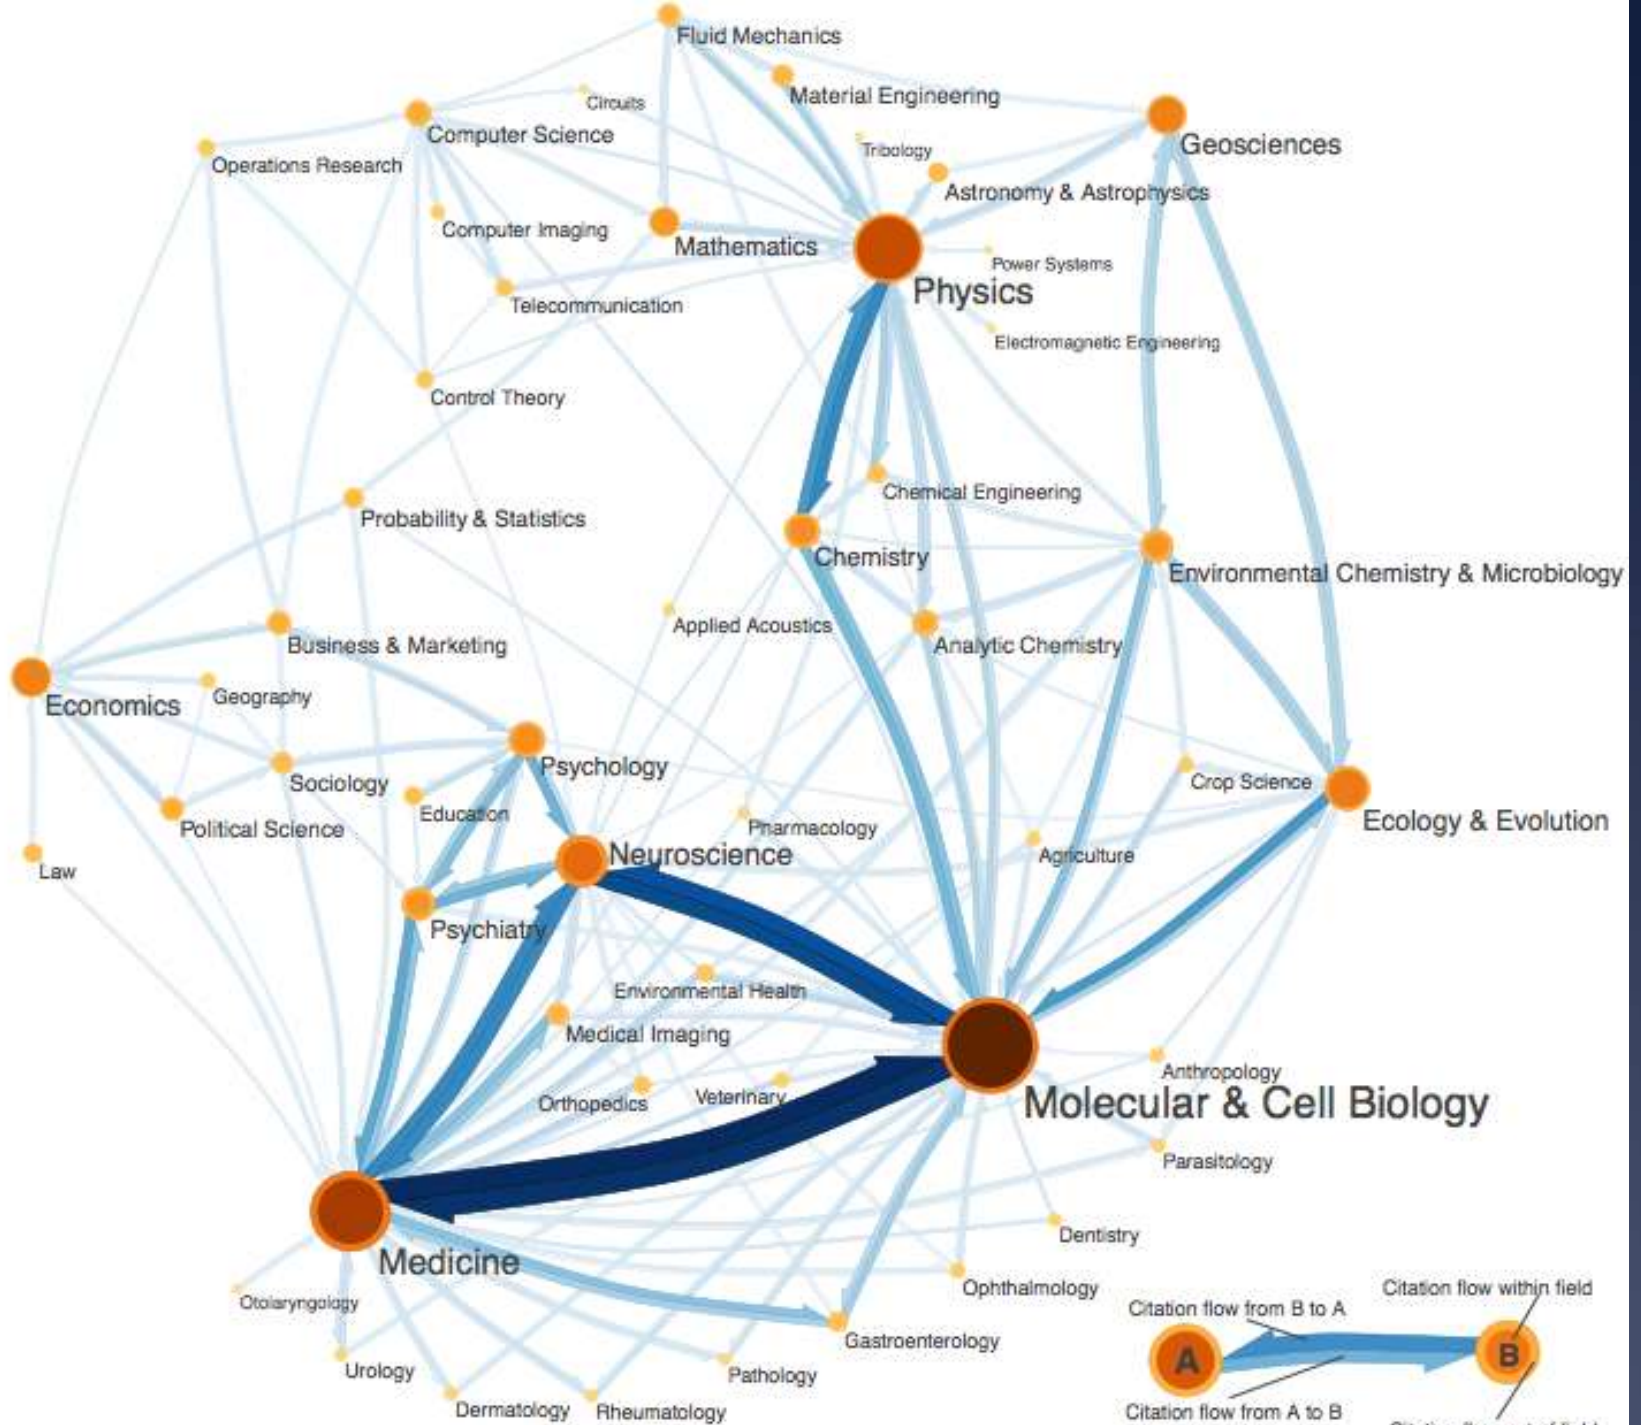 Fluid Mechanics
Material Engineering
Circuits
Computer Science
Geosciences
Tribology
Operations Research
Astronomy & Astrophysics
Computer Imaging
Mathematics
Power Systems
Physics
Telecommunication
Electromagnetic Engineering
Control Theory
Chemical Engineering
Probability & Statistics
Chemistry
Environmental Chemistry & Microbiology
Applied Acoustics
Business & Marketing
Analytic Chemistry
Geography
Economics
Psychology
Sociology
Crop Science
Education
Ecology & Evolution
Political Science
Pharmacology
Neuroscience
Agriculture
Law
Psychiatry
Environmental Health
Medical Imaging
Anthropology
Orthopedics
Veterinary
Molecular & Cell Biology
Parasitology
Dentistry
Medicine
Ophthalmology
Citation flow within field
Otolaryngology
Citation flow from B to A
Gastroenterology
A
B
Urology
Pathology
Dermatology
Rheumatology
Citation flow from A to B